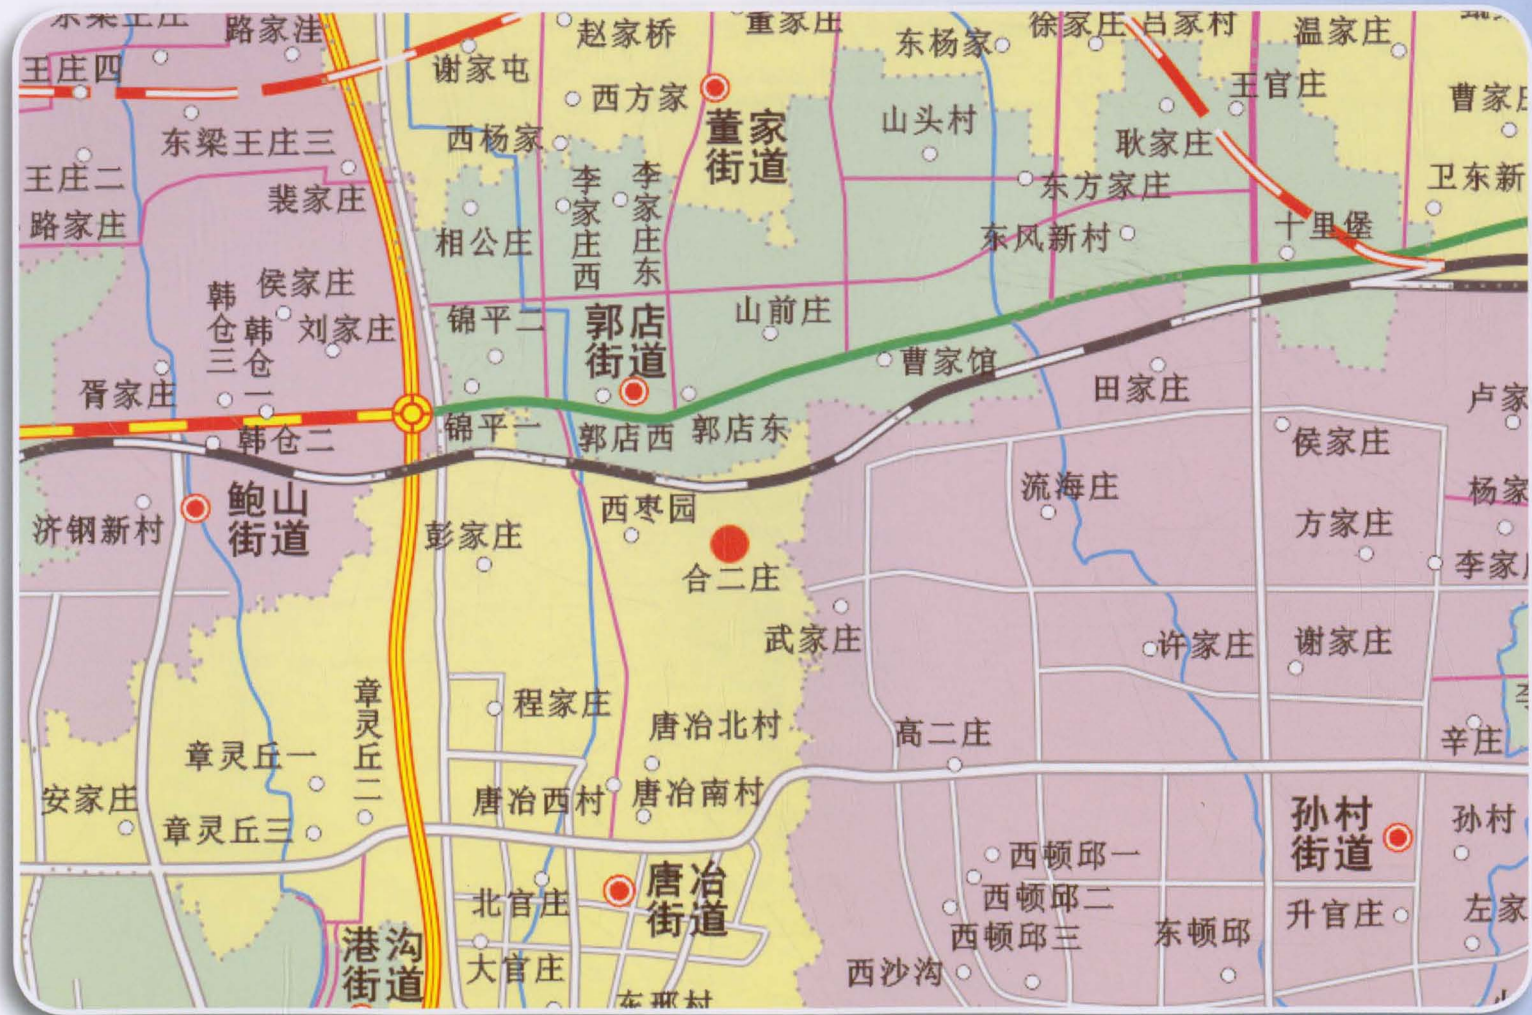 路家洼
赵家桥
董家庄
徐家庄
吕家村
温家庄
东杨家
王庄四
谢家屯
西方家
王官庄
山头村
董家
街道
东梁王庄三
西杨家
耿家庄
王庄二
裴家庄
李家庄西
李家庄东
东方家庄
卫东新
路家庄
相公庄
东风新村
十里堡
侯家庄
韩仓三
韩仓一
刘家庄
锦平二
郭店
街道
山前庄
曹家馆
田家庄
胥家庄
韩仓二
锦平一
郭店西
郭店东
侯家庄
鲍山
街道
济钢新村
彭家庄
西枣园
合二庄
流海庄
方家庄
武家庄
许家庄
谢家庄
章灵丘二
程家庄
唐冶北村
高二庄
辛庄
章灵丘一
安家庄
唐冶西村
唐冶南村
章灵丘三
孙村
街道
孙村
西顿邱一
西顿邱二
西顿邱三
东顿邱
升官庄
唐冶
街道
北官庄
港沟
街道
大官庄
西沙沟
东邢村